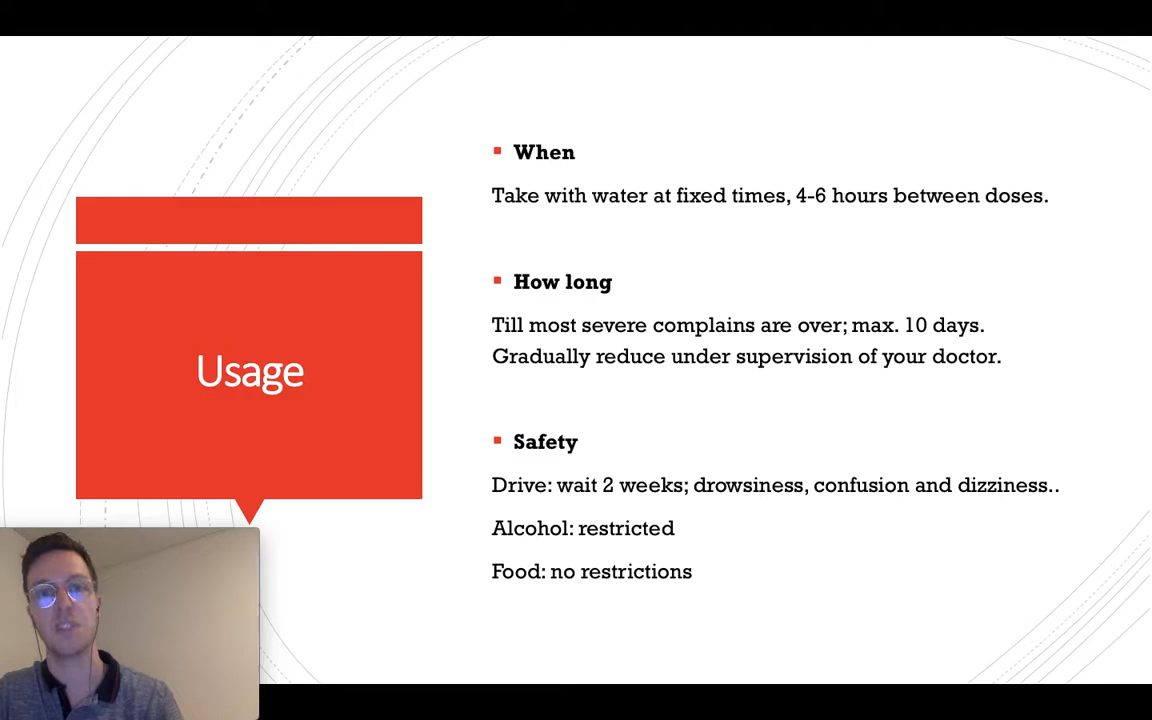 Usage
When
Take with water at fixed times, 4-6 hours between doses.
How long
Till most severe complains are over; max. 10 days.
Gradually reduce under supervision of your doctor.
Safety
Drive: wait 2 weeks; drowsiness, confusion and dizziness..
Alcohol: restricted
Food: no restrictions